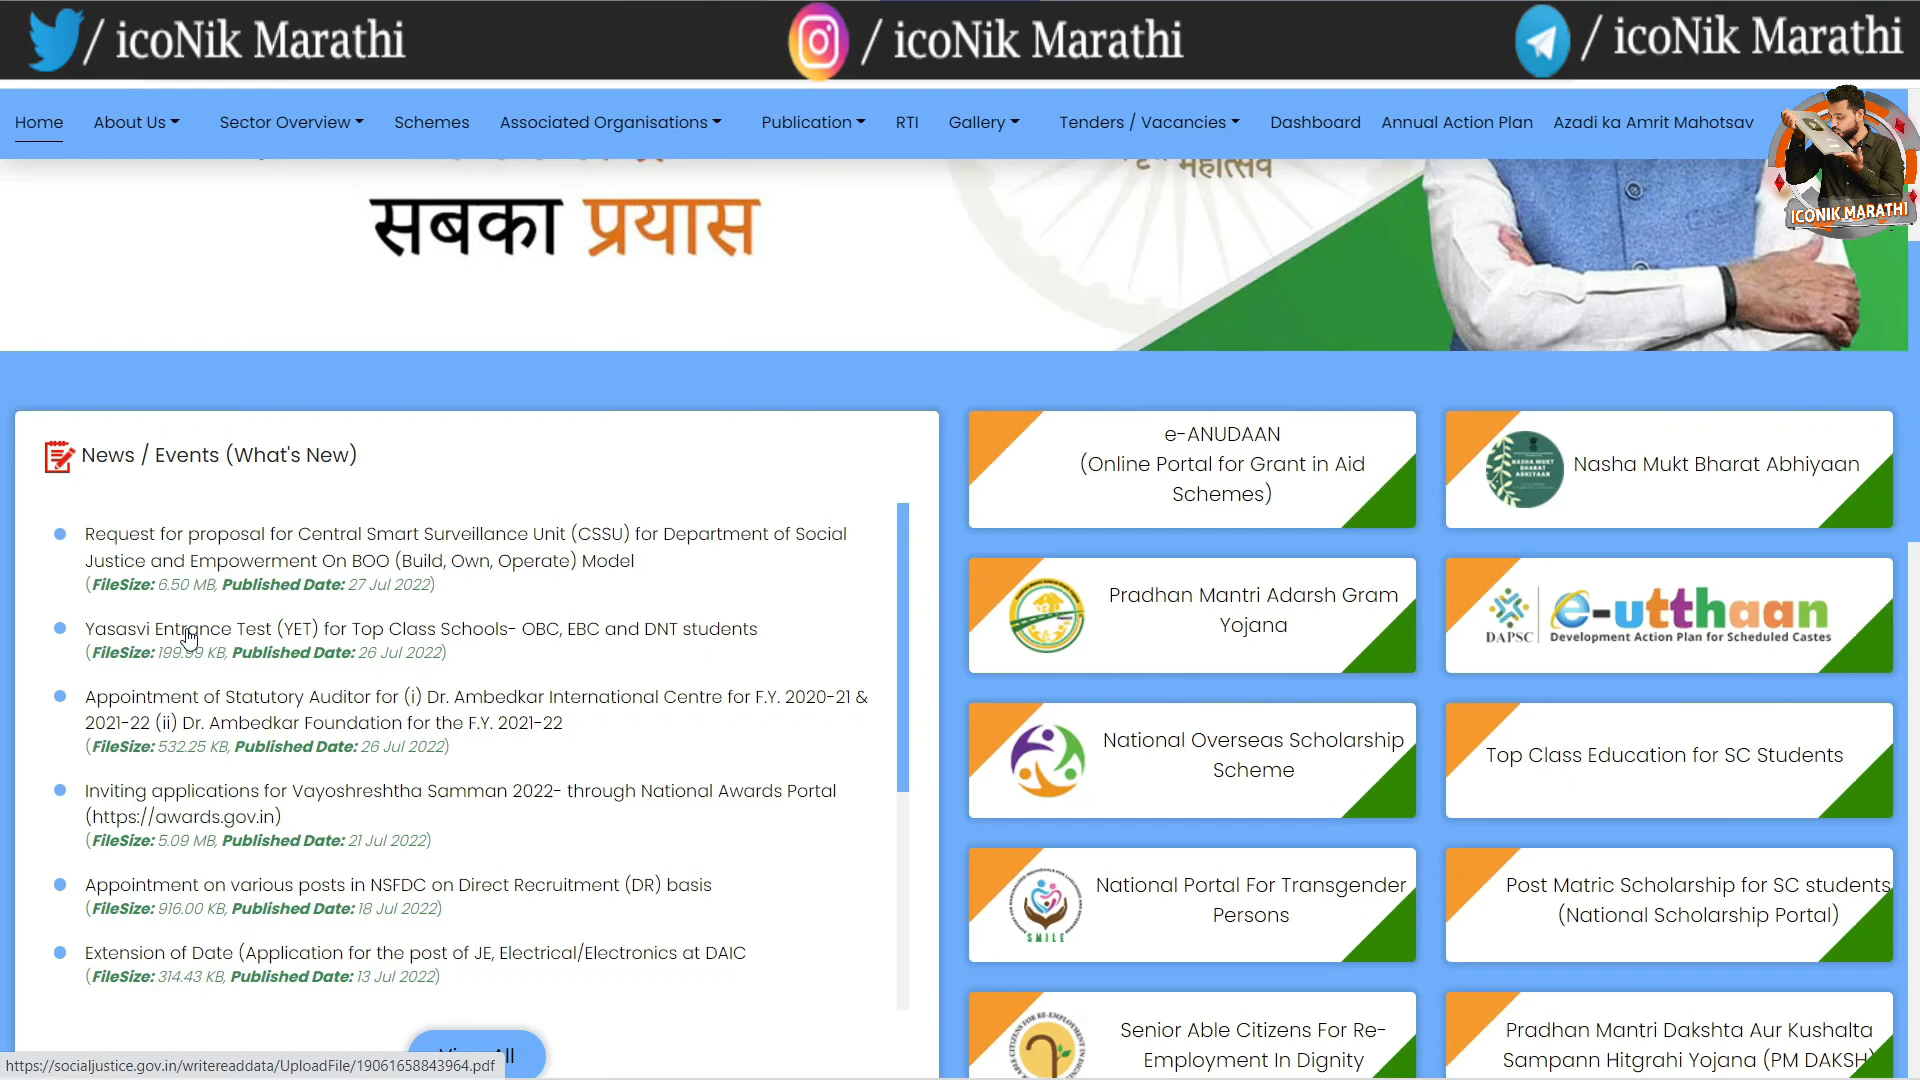 / icoNik Marathi
/ icoNik Marathi
/ icoNik Marathi
Home About Us Sector Overview Schemes Associated Organisations Publication RTI Gallery Tenders / Vacancies Dashboard Annual Action Plan Azadi ka Amrit Mahotsav
ICONIK MARATHI
महोत्सव
सबका प्रयास
News / Events (What's New)
Request for proposal for Central Smart Surveillance Unit (CSSU) for Department of Social
Justice and Empowerment On BOO (Build, Own, Operate) Model
(FileSize: 6.50 MB, Published Date: 27 Jul 2022)
Yasasvi Entrance Test (YET) for Top Class Schools- OBC, EBC and DNT students
(FileSize: 199.99 KB, Published Date: 26 Jul 2022)
Appointment of Statutory Auditor for (i) Dr. Ambedkar International Centre for F.Y. 2020-21 &
2021-22 (ii) Dr. Ambedkar Foundation for the F.Y. 2021-22
(FileSize: 532.25 KB, Published Date: 26 Jul 2022)
Inviting applications for Vayoshreshtha Samman 2022- through National Awards Portal
(https://awards.gov.in)
(FileSize: 5.09 MB, Published Date: 21 Jul 2022)
Appointment on various posts in NSFDC on Direct Recruitment (DR) basis
(FileSize: 916.00 KB, Published Date: 18 Jul 2022)
Extension of Date (Application for the post of JE, Electrical/Electronics at DAIC
(FileSize: 314.43 KB, Published Date: 13 Jul 2022)
View All
https://socialjustice.gov.in/writereaddata/UploadFile/19061658843964.pdf
e-ANUDAAN
(Online Portal for Grant in Aid
Schemes)
NASHA MUKT
BHARAT
ABHIYAAN
Nasha Mukt Bharat Abhiyaan
Pradhan Mantri Adarsh Gram
Yojana
DAPSC
e-utthaan
Development Action Plan for Scheduled Castes
National Overseas Scholarship
Scheme
Top Class Education for SC Students
SMILE
National Portal For Transgender
Persons
Post Matric Scholarship for SC students
(National Scholarship Portal)
Senior Able Citizens For Re-
Employment In Dignity
Pradhan Mantri Dakshta Aur Kushalta
Sampann Hitgrahi Yojana (PM DAKSH)